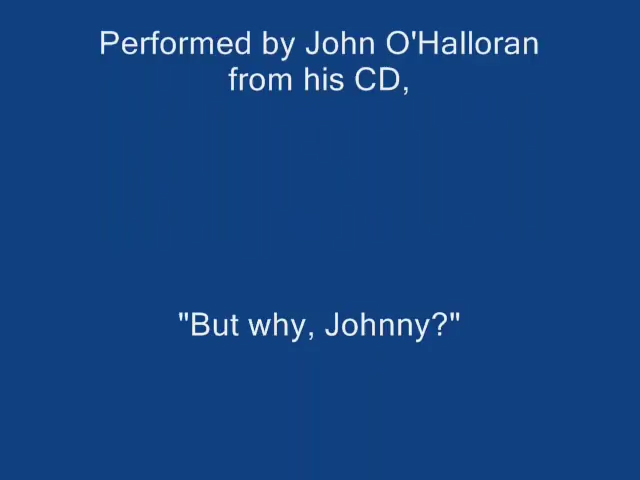 Performed by John O'Halloran
from his CD,
"But why, Johnny?"